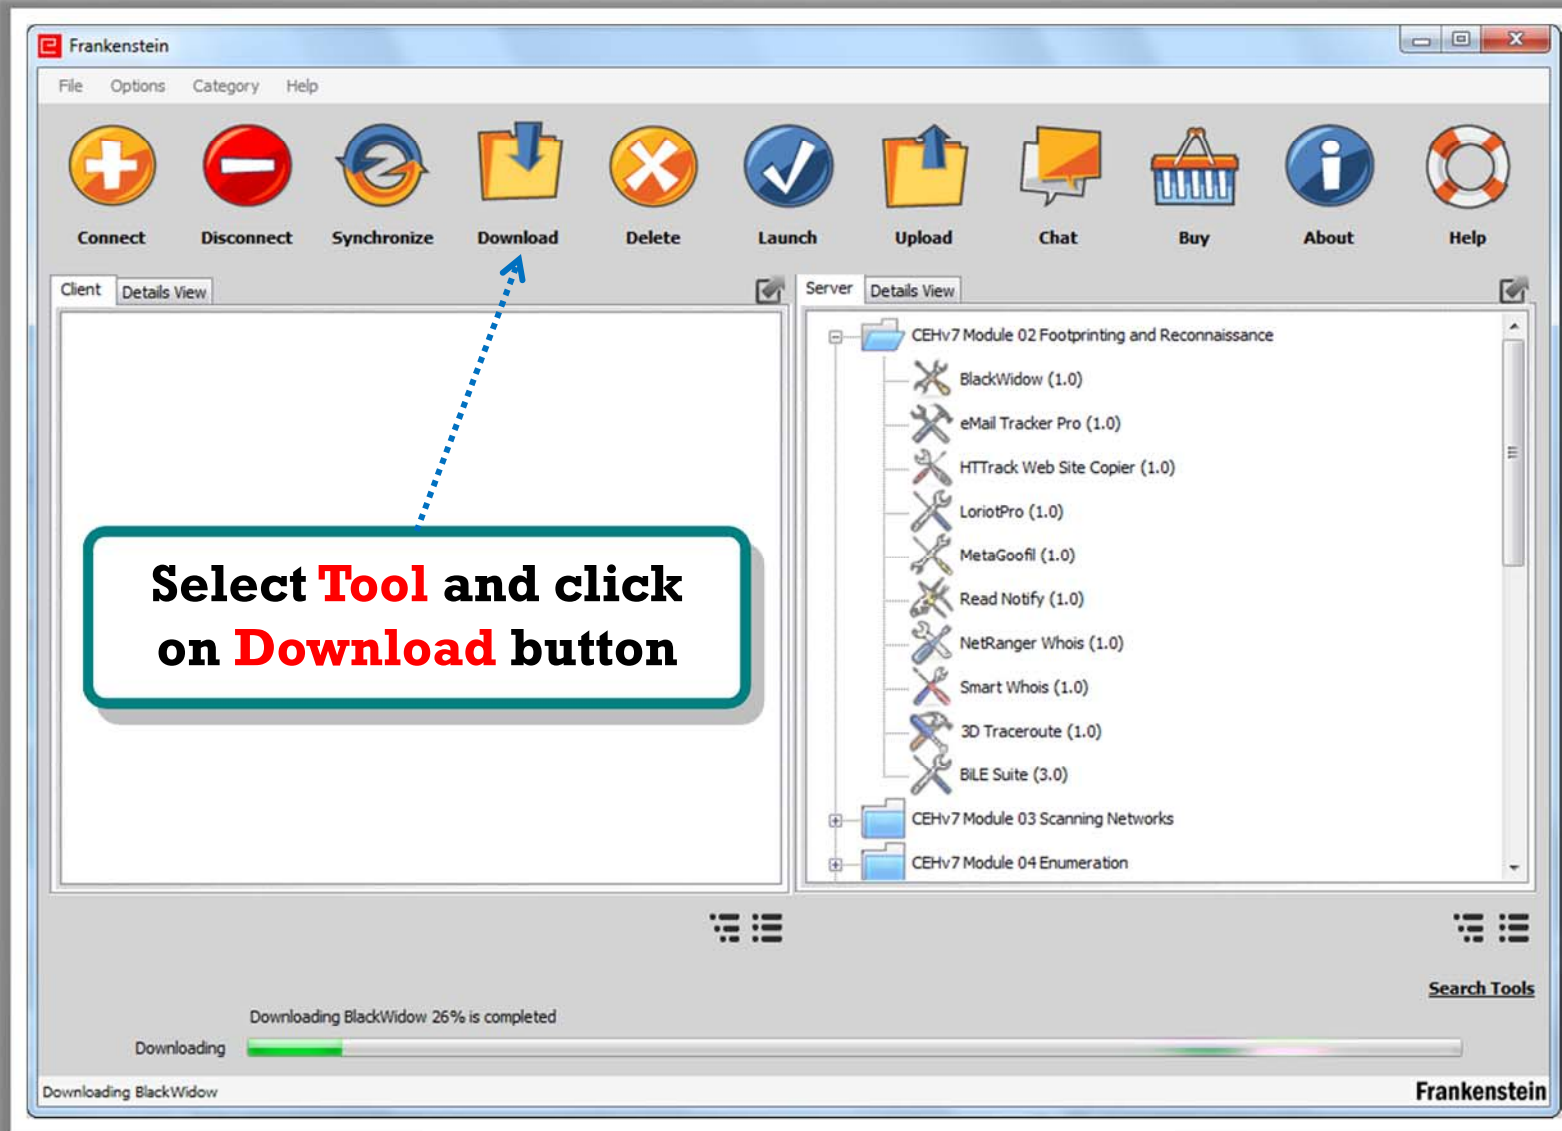 Frankenstein
File Options Category Help
Connect Disconnect Synchronize Download Delete Launch Upload Chat Buy About Help
Client Details View
Server Details View
CEHv7 Module 02 Footprinting and Reconnaissance
BlackWidow (1.0)
eMail Tracker Pro (1.0)
HTTrack Web Site Copier (1.0)
LoriotPro (1.0)
MetaGoofil (1.0)
Read Notify (1.0)
NetRanger Whois (1.0)
Smart Whois (1.0)
3D Traceroute (1.0)
BiLE Suite (3.0)
CEHv7 Module 03 Scanning Networks
CEHv7 Module 04 Enumeration
Select Tool and click
on Download button
Search Tools
Downloading BlackWidow 26% is completed
Downloading
Downloading BlackWidow
Frankenstein